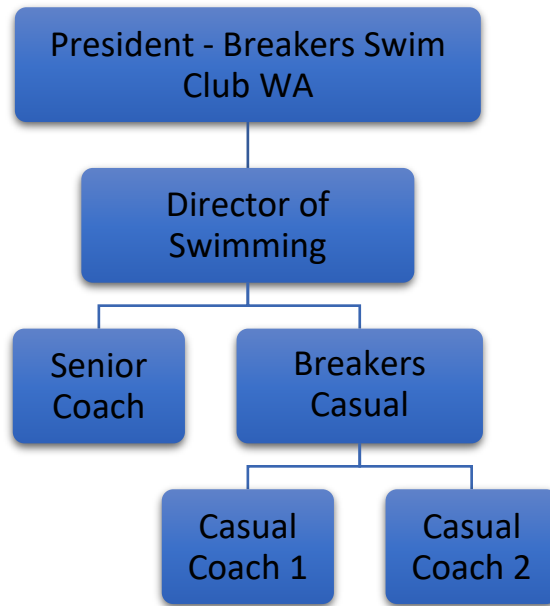 President - Breakers Swim
Club WA
Director of
Swimming
Senior
Coach
Breakers
Casual
Casual
Coach 1
Casual
Coach 2